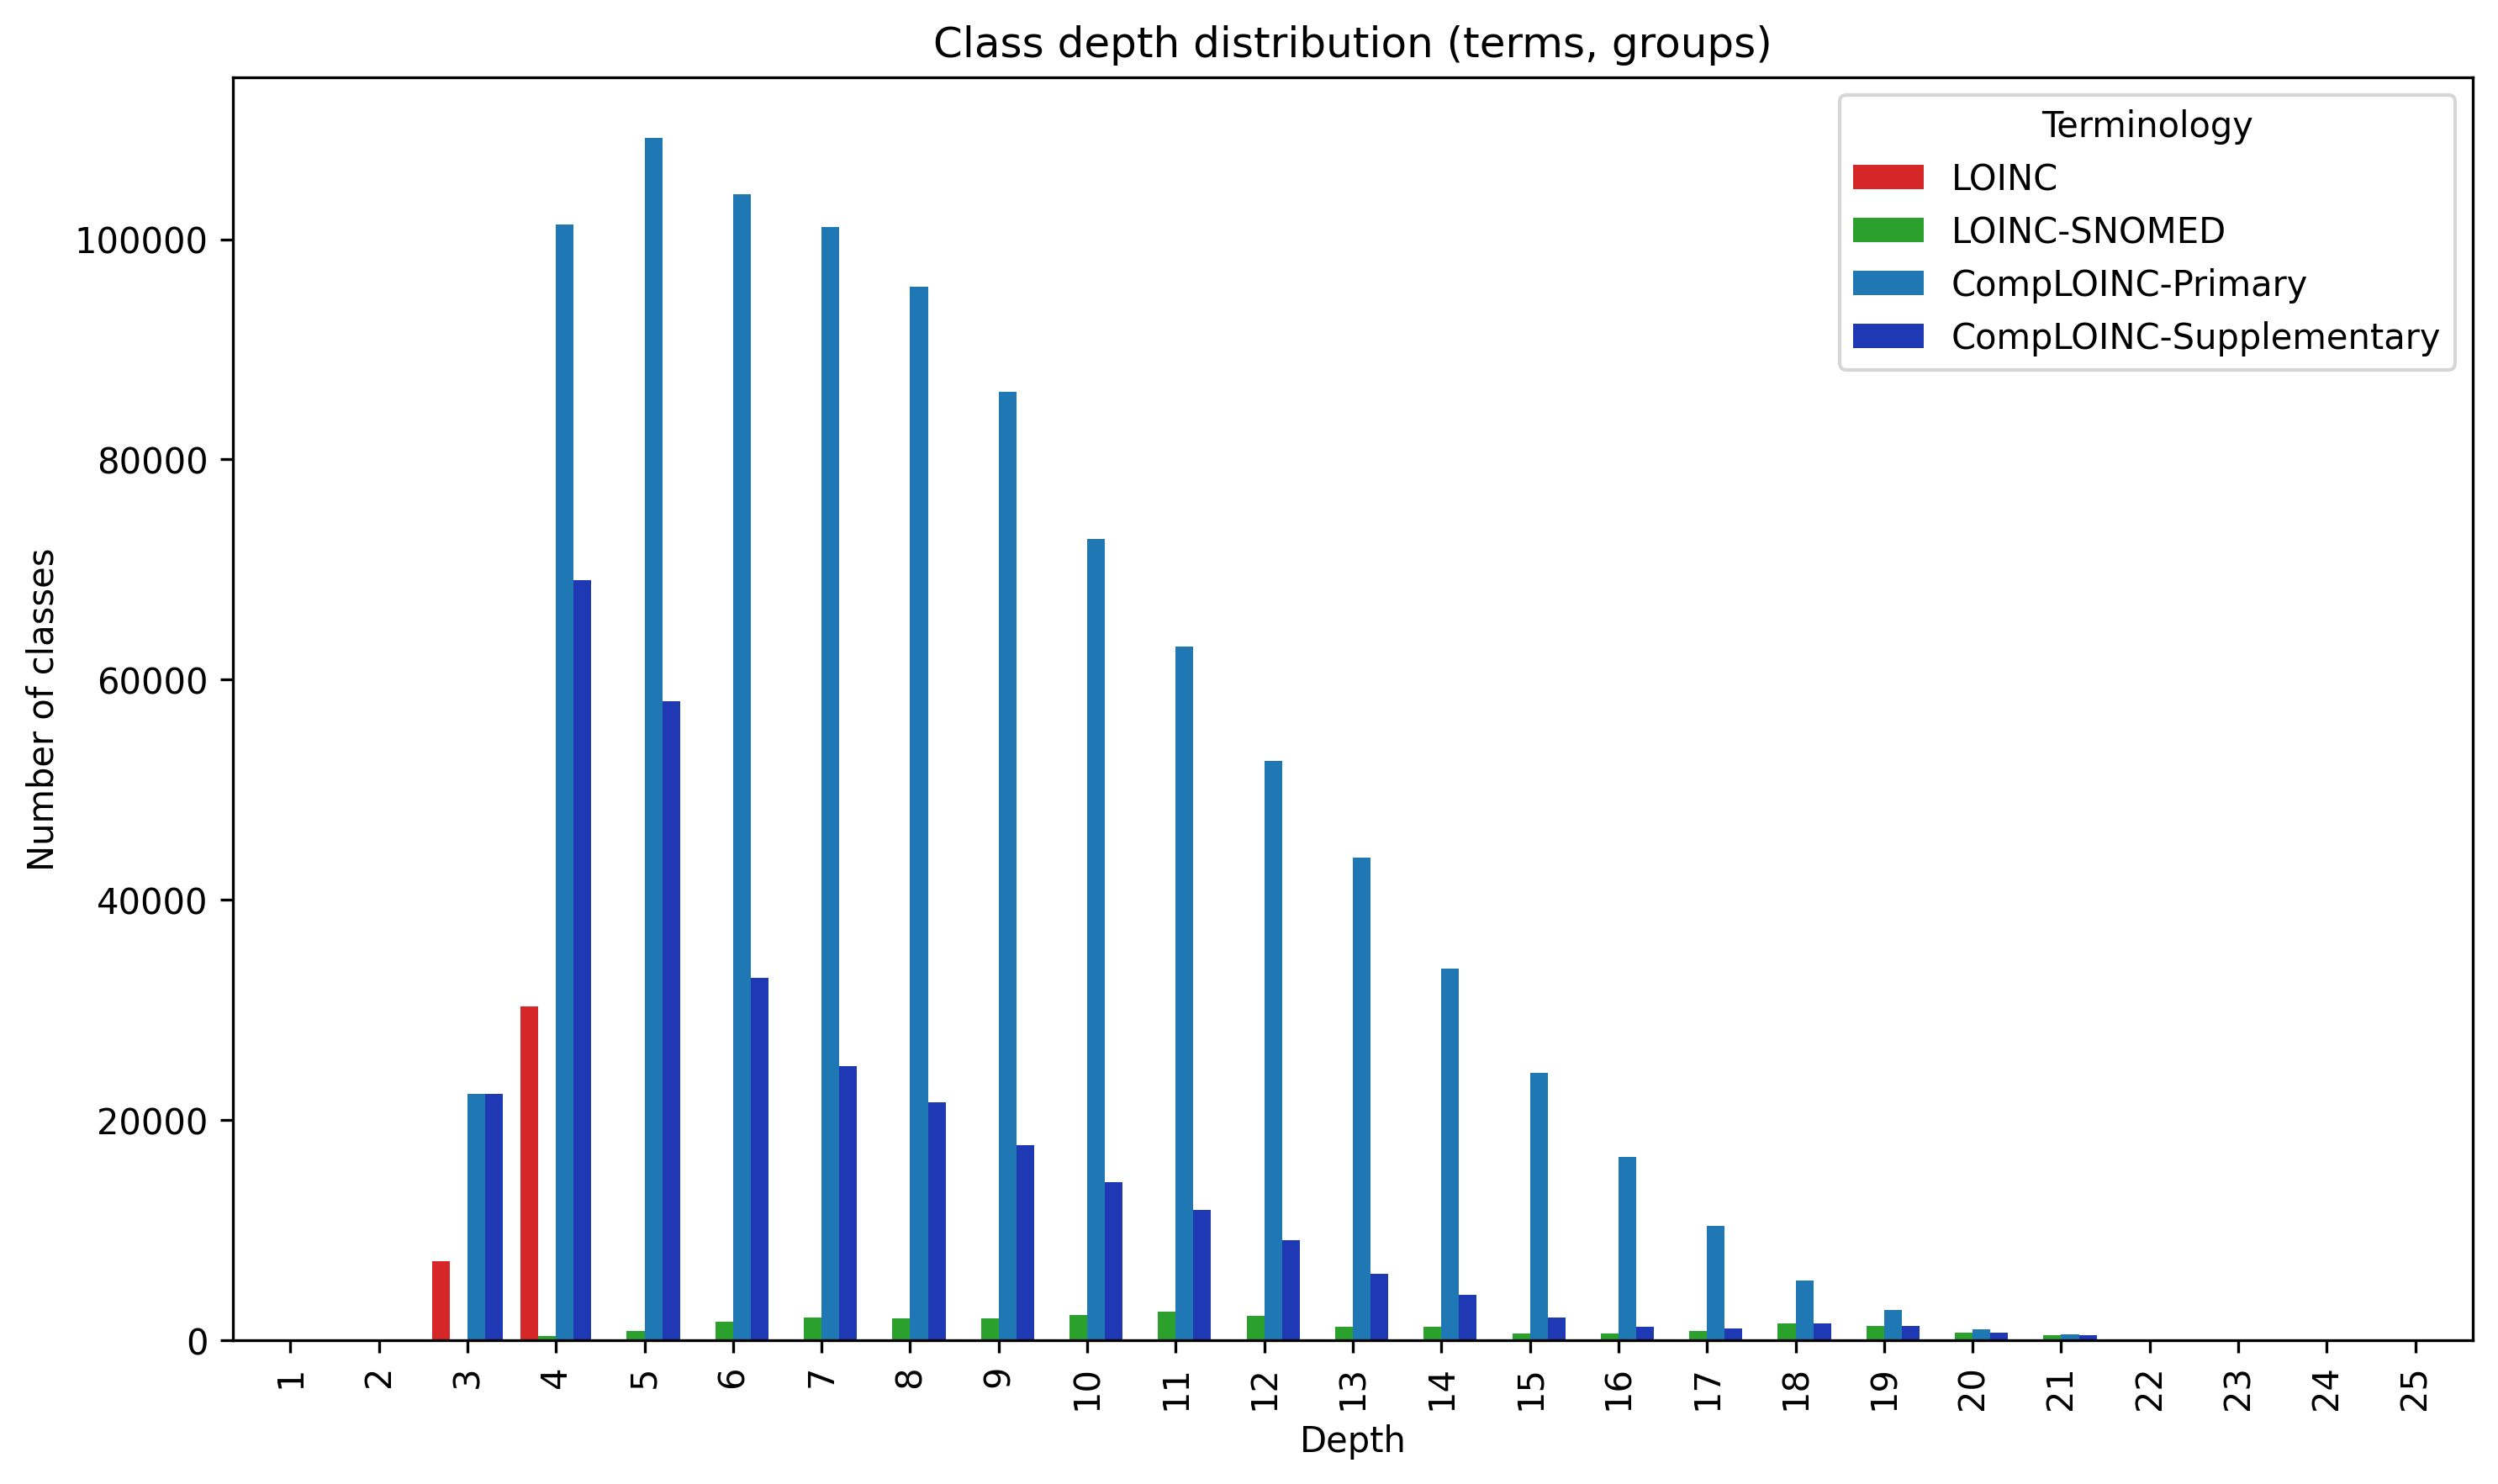 Class depth distribution (terms, groups)
Terminology
LOINC
LOINC-SNOMED
CompLOINC-Primary
CompLOINC-Supplementary
Number of classes
100000
80000
60000
40000
20000
0
1 2 3 4 5 6 7 8 9 10 11 12 13 14 15 16 17 18 19 20 21 22 23 24 25
Depth